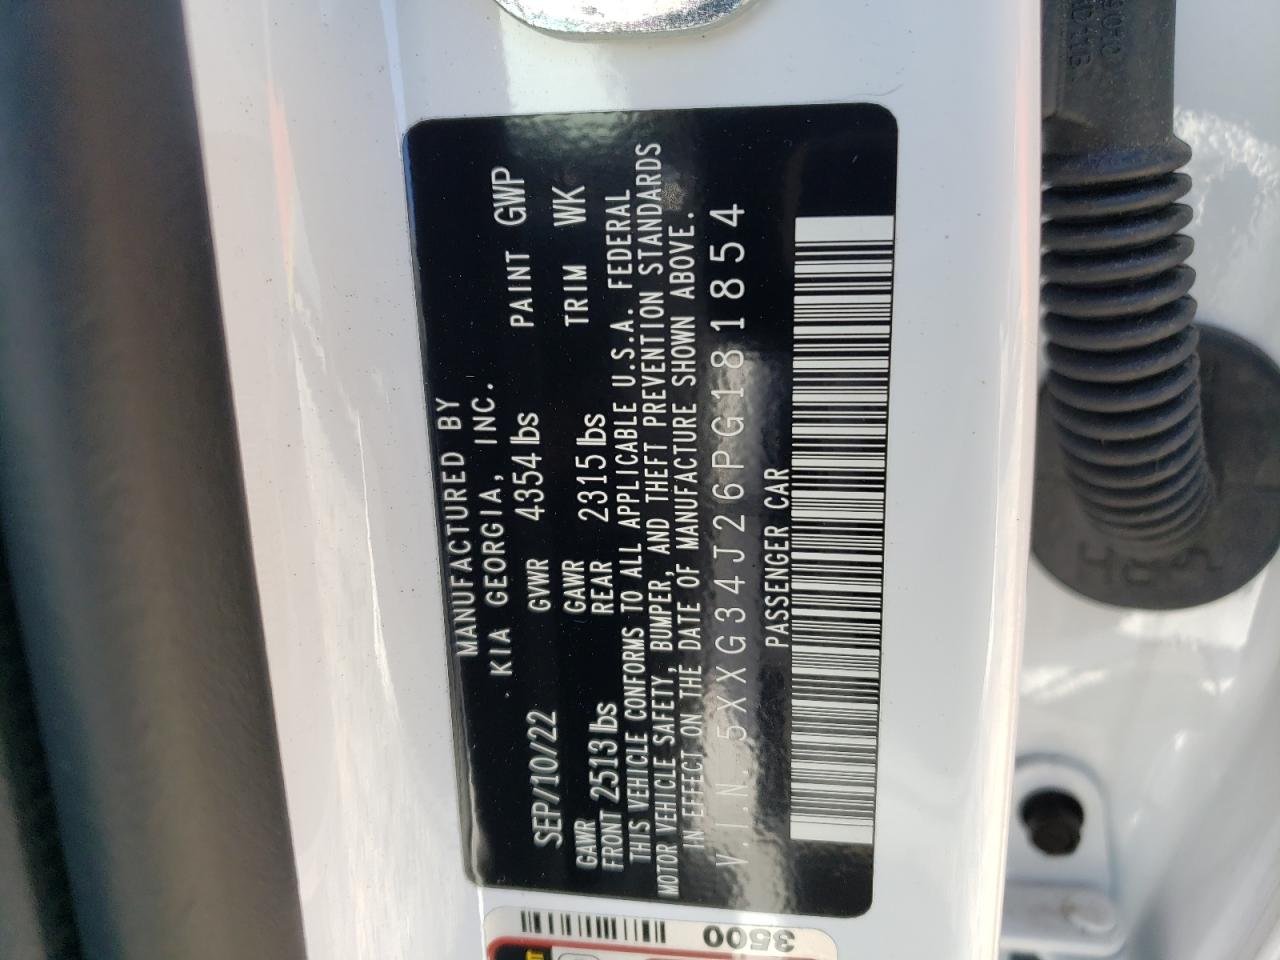 MANUFACTURED BY
KIA GEORGIA, INC.
SEP/10/22 GVWR 4354 lbs PAINT GWP
GAWR FRONT 2513 lbs GAWR REAR 2315 lbs TRIM WK
THIS VEHICLE CONFORMS TO ALL APPLICABLE U.S.A. FEDERAL
MOTOR VEHICLE SAFETY, BUMPER, AND THEFT PREVENTION STANDARDS
IN EFFECT ON THE DATE OF MANUFACTURE SHOWN ABOVE.
V.I.N. 5XXG34J26PG181854
PASSENGER CAR
3500